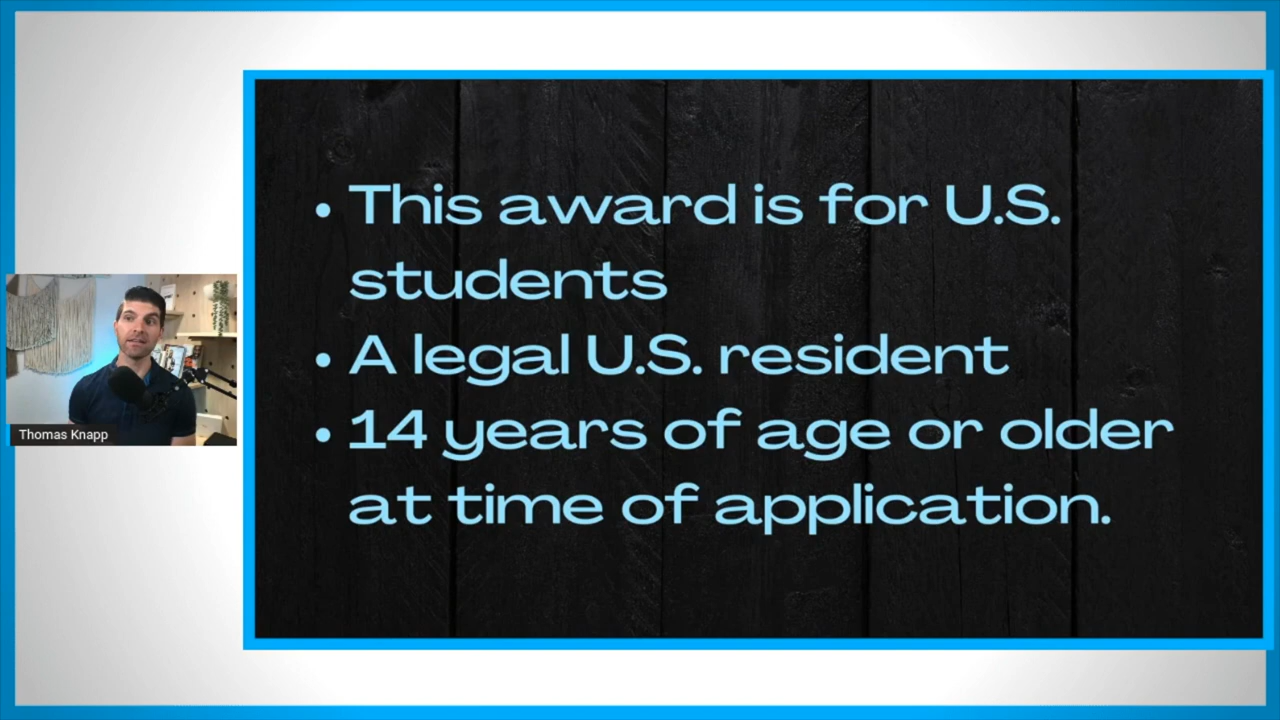 • This award is for U.S.
students
• A legal U.S. resident
• 14 years of age or older
at time of application.
Thomas Knapp